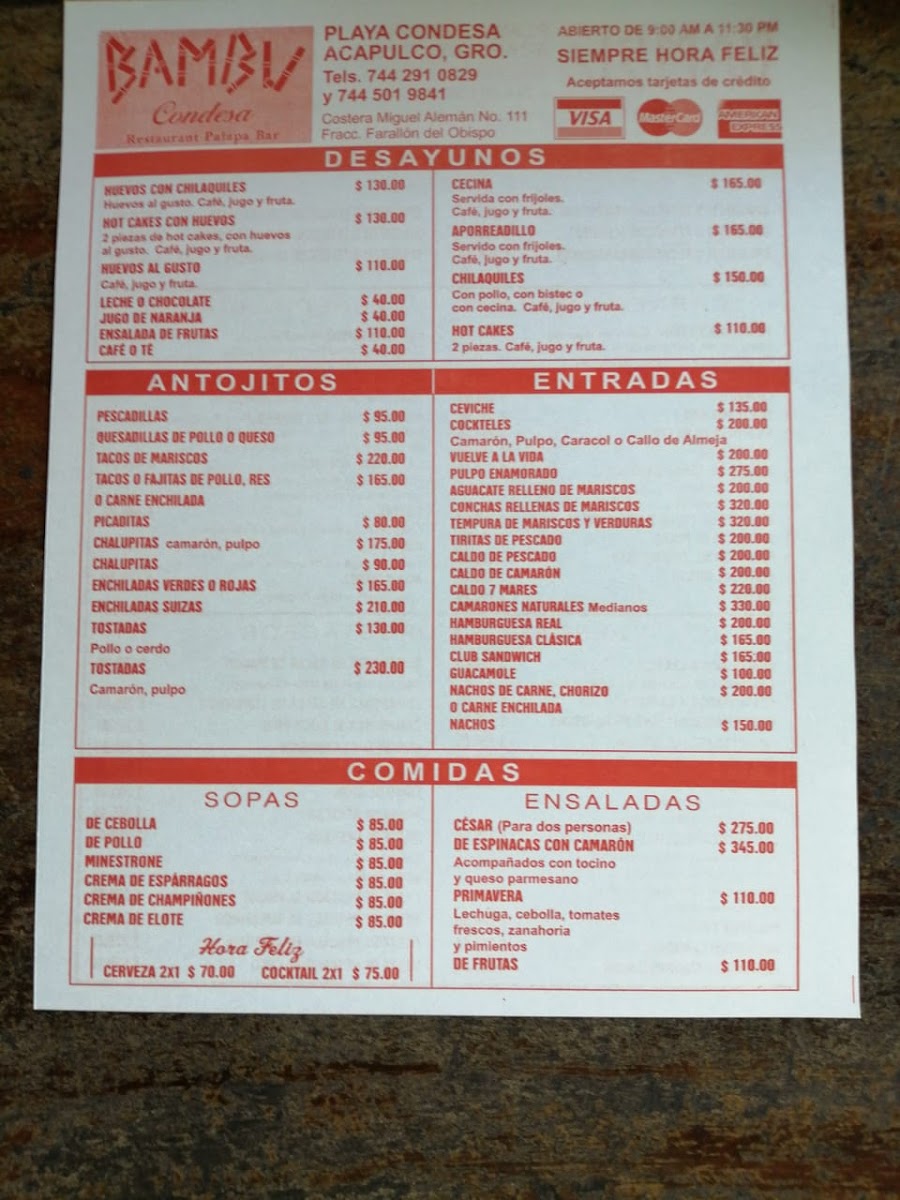 BAMBU
Condesa
Restaurant Palapa Bar
PLAYA CONDESA
ACAPULCO, GRO.
Tels. 744 291 0829
y 744 501 9841
Costera Miguel Alemán No. 111
Fracc. Farallón del Obispo
ABIERTO DE 9:00 AM A 11:30 PM
SIEMPRE HORA FELIZ
Aceptamos tarjetas de crédito
VISA MasterCard AMERICAN EXPRESS
DESAYUNOS
HUEVOS CON CHILAQUILES $ 130.00
Huevos al gusto. Café, jugo y fruta.
HOT CAKES CON HUEVOS $ 130.00
2 piezas de hot cakes, con huevos
al gusto. Café, jugo y fruta.
HUEVOS AL GUSTO $ 110.00
Café, jugo y fruta.
LECHE O CHOCOLATE $ 40.00
JUGO DE NARANJA $ 40.00
ENSALADA DE FRUTAS $ 110.00
CAFÉ O TÉ $ 40.00
CECINA $ 165.00
Servida con frijoles.
Café, jugo y fruta.
APORREADILLO $ 165.00
Servido con frijoles.
Café, jugo y fruta.
CHILAQUILES $ 150.00
Con pollo, con bistec o
con cecina. Café, jugo y fruta.
HOT CAKES $ 110.00
2 piezas. Café, jugo y fruta.
ANTOJITOS
PESCADILLAS $ 95.00
QUESADILLAS DE POLLO O QUESO $ 95.00
TACOS DE MARISCOS $ 220.00
TACOS O FAJITAS DE POLLO, RES $ 165.00
O CARNE ENCHILADA
PICADITAS $ 80.00
CHALUPITAS camarón, pulpo $ 175.00
CHALUPITAS $ 90.00
ENCHILADAS VERDES O ROJAS $ 165.00
ENCHILADAS SUIZAS $ 210.00
TOSTADAS $ 130.00
Pollo o cerdo
TOSTADAS $ 230.00
Camarón, pulpo
ENTRADAS
CEVICHE $ 135.00
COCKTELES $ 200.00
Camarón, Pulpo, Caracol o Callo de Almeja
VUELVE A LA VIDA $ 200.00
PULPO ENAMORADO $ 275.00
AGUACATE RELLENO DE MARISCOS $ 200.00
CONCHAS RELLENAS DE MARISCOS $ 320.00
TEMPURA DE MARISCOS Y VERDURAS $ 320.00
TIRITAS DE PESCADO $ 200.00
CALDO DE PESCADO $ 200.00
CALDO DE CAMARÓN $ 200.00
CALDO 7 MARES $ 220.00
CAMARONES NATURALES Medianos $ 330.00
HAMBURGUESA REAL $ 200.00
HAMBURGUESA CLÁSICA $ 165.00
CLUB SANDWICH $ 165.00
GUACAMOLE $ 100.00
NACHOS DE CARNE, CHORIZO $ 200.00
O CARNE ENCHILADA
NACHOS $ 150.00
COMIDAS
SOPAS
DE CEBOLLA $ 85.00
DE POLLO $ 85.00
MINESTRONE $ 85.00
CREMA DE ESPÁRRAGOS $ 85.00
CREMA DE CHAMPIÑONES $ 85.00
CREMA DE ELOTE $ 85.00
Hora Feliz
CERVEZA 2X1 $ 70.00 COCKTAIL 2X1 $ 75.00
ENSALADAS
CÉSAR (Para dos personas) $ 275.00
DE ESPINACAS CON CAMARÓN $ 345.00
Acompañados con tocino
y queso parmesano
PRIMAVERA $ 110.00
Lechuga, cebolla, tomates
frescos, zanahoria
y pimientos
DE FRUTAS $ 110.00